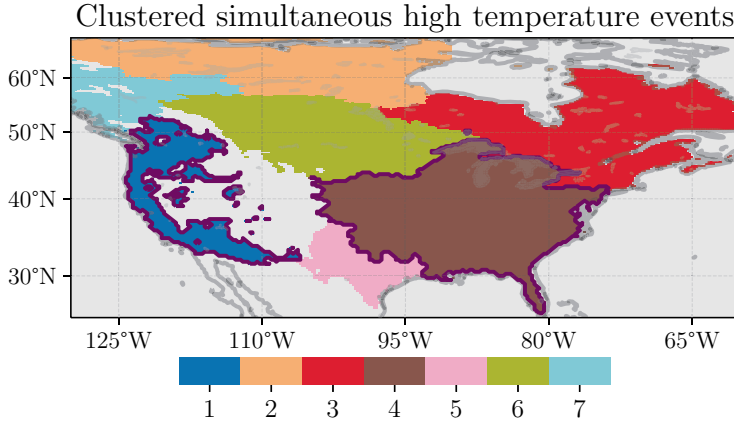 Clustered simultaneous high temperature events
60°N
50°N
40°N
30°N
125°W 110°W 95°W 80°W 65°W
1 2 3 4 5 6 7